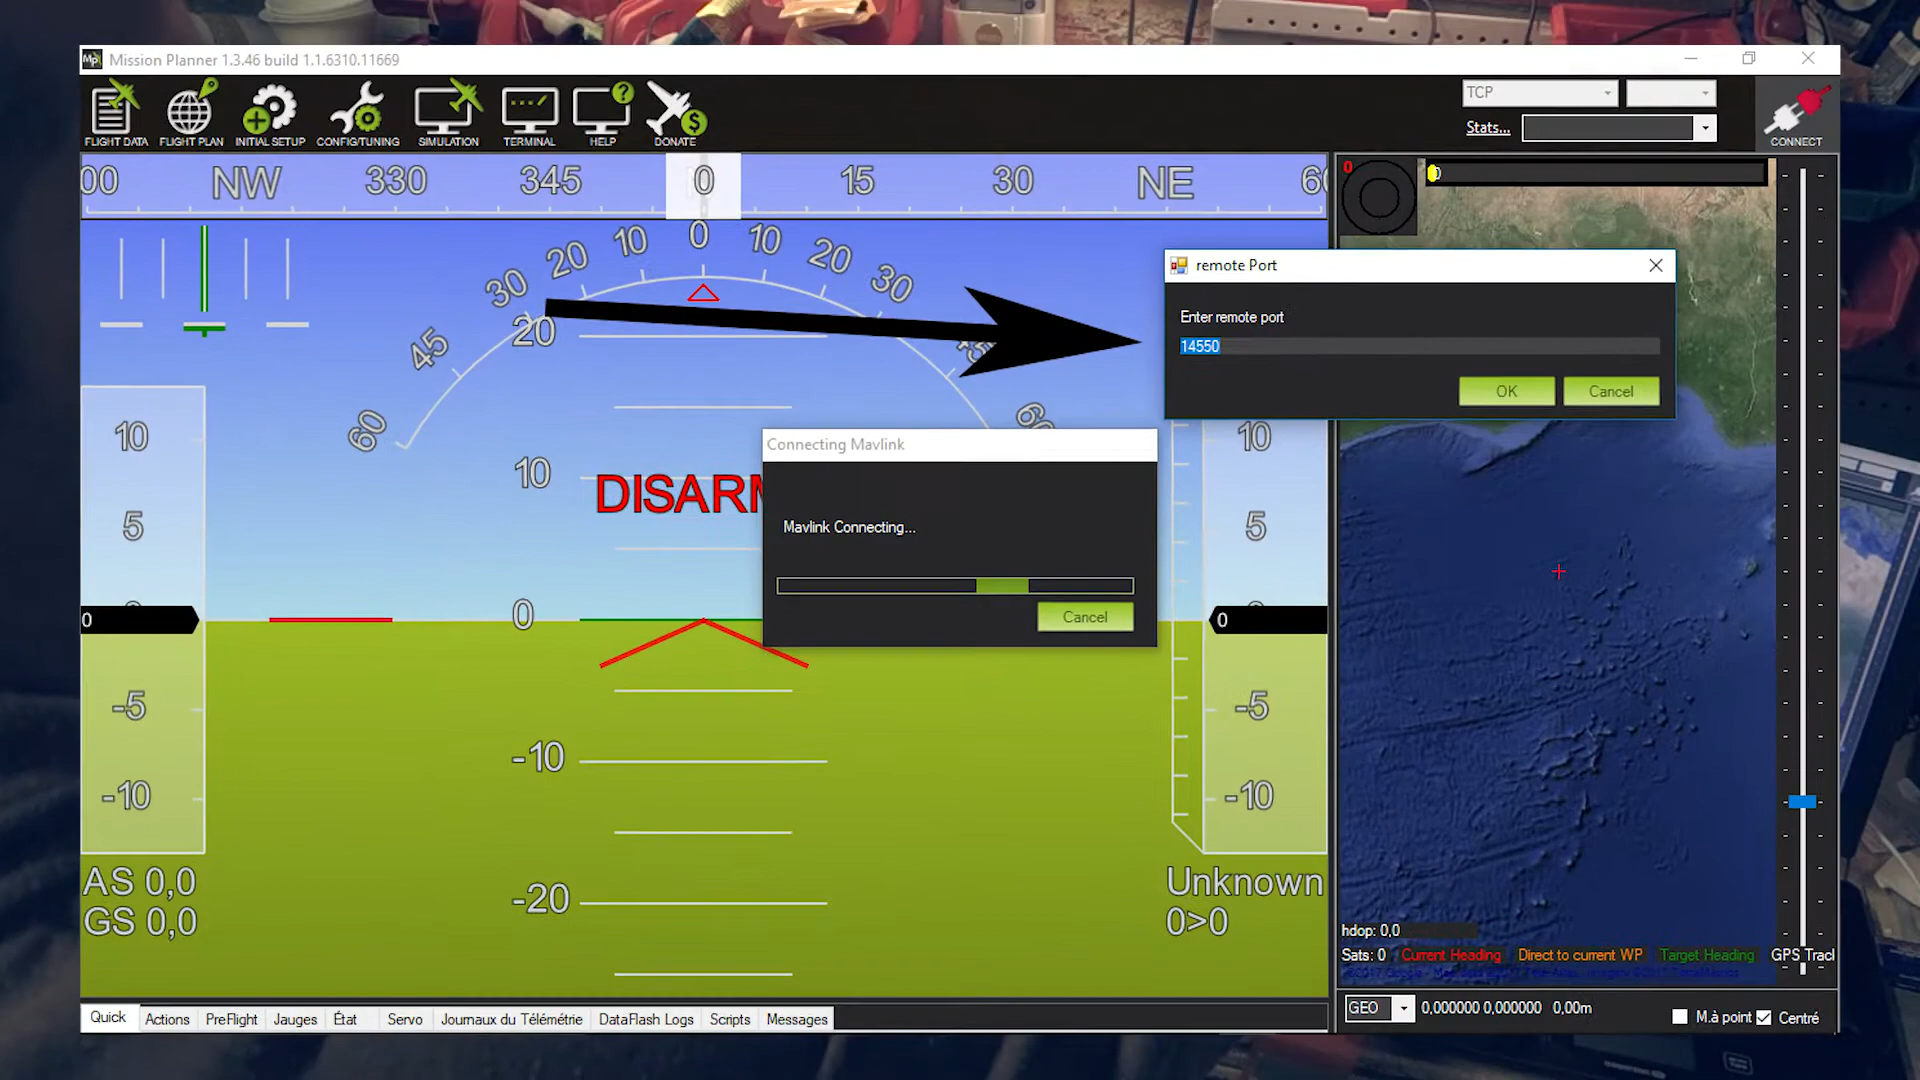 Mission Planner 1.3.46 build 1.1.6310.11669
FLIGHT DATA
FLIGHT PLAN
INITIAL SETUP
CONFIG/TUNING
SIMULATION
TERMINAL
HELP
DONATE
TCP
Stats...
CONNECT
00 NW 330 345 0 15 30 NE 60
0
0
60 45 30 20 10 0 10 20 30 60
remote Port
Enter remote port
14550
OK Cancel
Connecting Mavlink
Mavlink Connecting...
Cancel
DISARM
20
10
0
-10
-20
10
5
0
-5
-10
10
5
0
-5
-10
AS 0,0
GS 0,0
Unknown
0>0
hdop: 0,0
Sats: 0 Current Heading Direct to current WP Target Heading GPS Tracl
GEO 0,000000 0,000000 0,00m
M.à point Centré
Quick Actions PreFlight Jauges État Servo Journaux du Télémétrie DataFlash Logs Scripts Messages